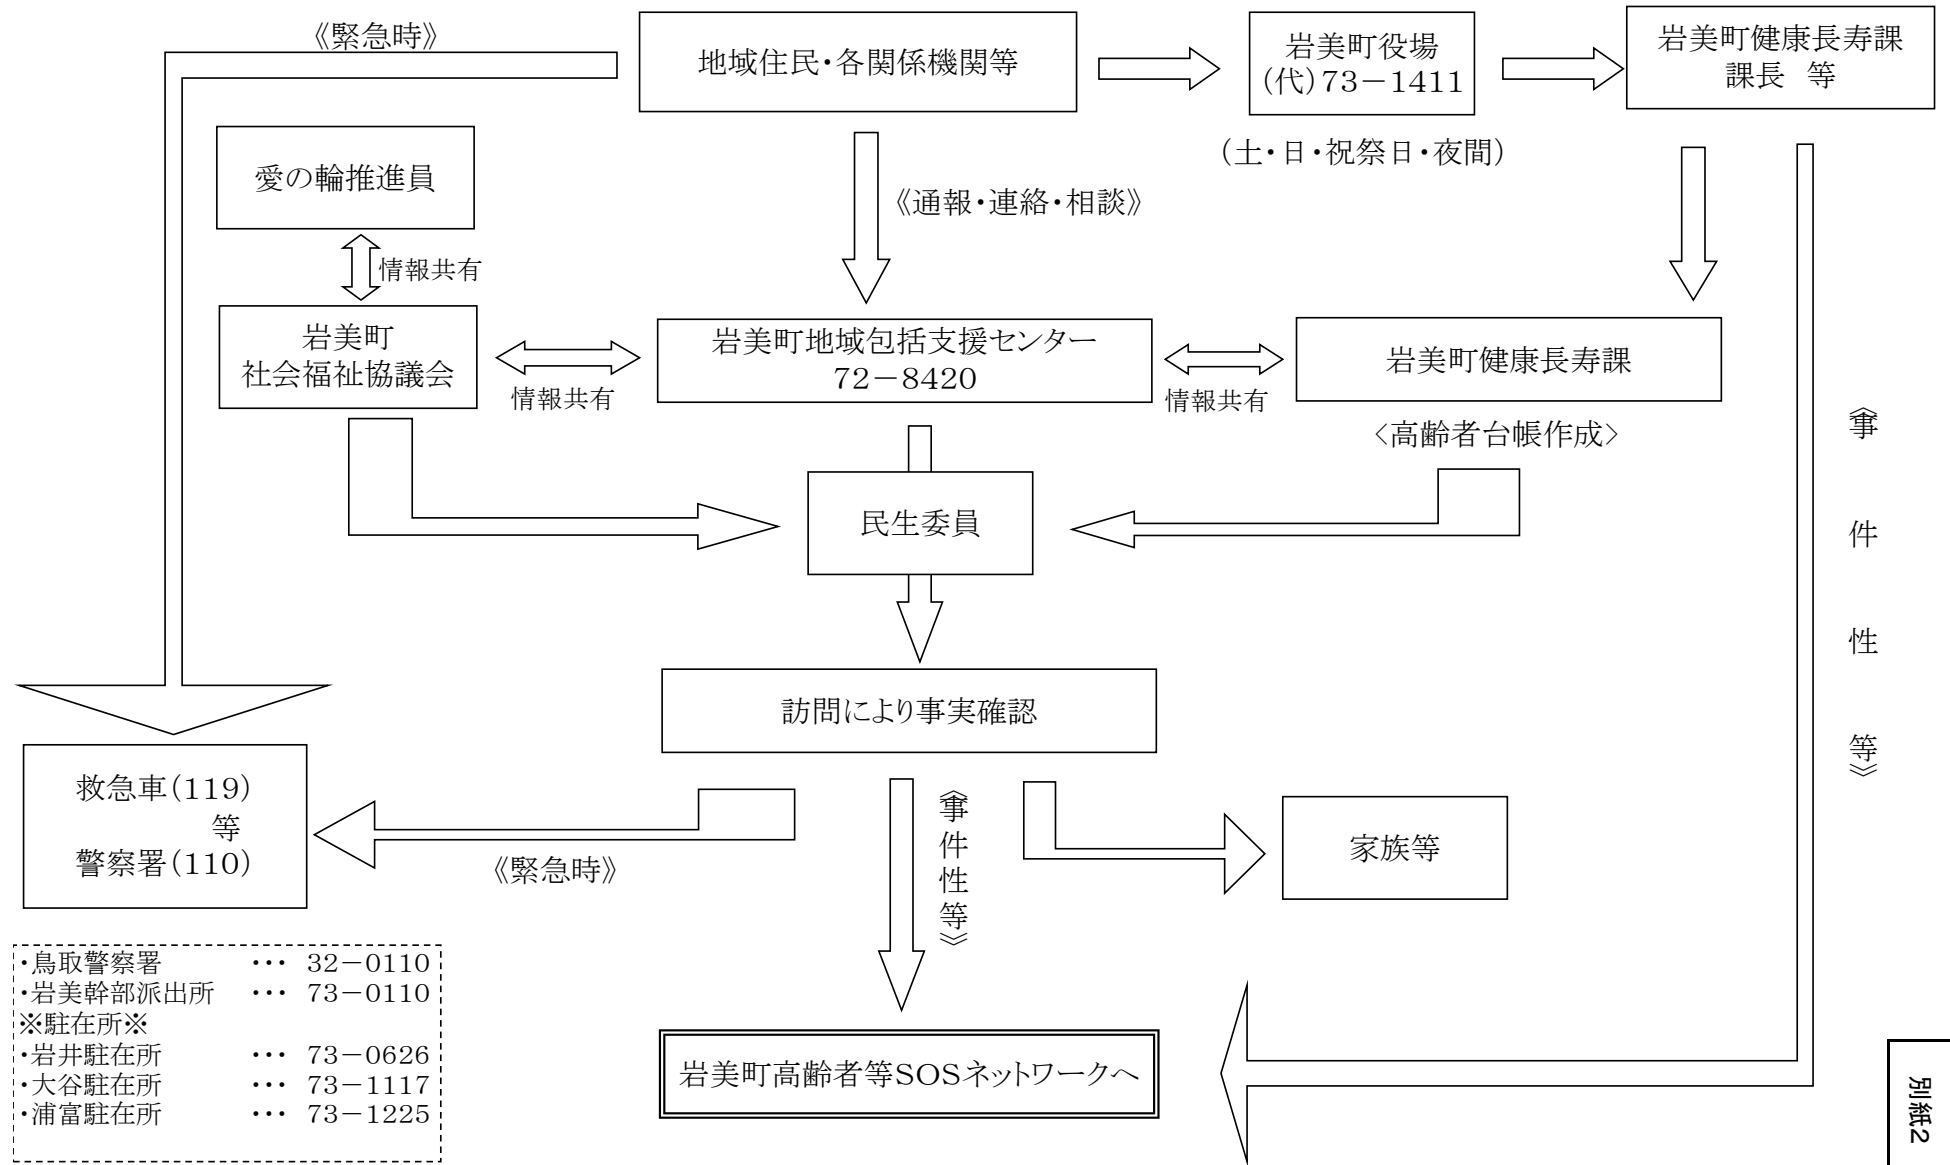 《緊急時》
地域住民・各関係機関等
岩美町役場
(代)73－1411
岩美町健康長寿課
課長　等
(土・日・祝祭日・夜間)
愛の輪推進員
《通報・連絡・相談》
情報共有
岩美町
社会福祉協議会
情報共有
岩美町地域包括支援センター
72－8420
情報共有
岩美町健康長寿課
<高齢者台帳作成>
《事件性等》
民生委員
訪問により事実確認
救急車(119)
等
警察署(110)
《緊急時》
《事件性等》
家族等
・鳥取警察署　・・・ 32－0110
・岩美幹部派出所　・・・ 73－0110
※駐在所※
・岩井駐在所　・・・ 73－0626
・大谷駐在所　・・・ 73－1117
・浦富駐在所　・・・ 73－1225
岩美町高齢者等SOSネットワークへ
別紙2